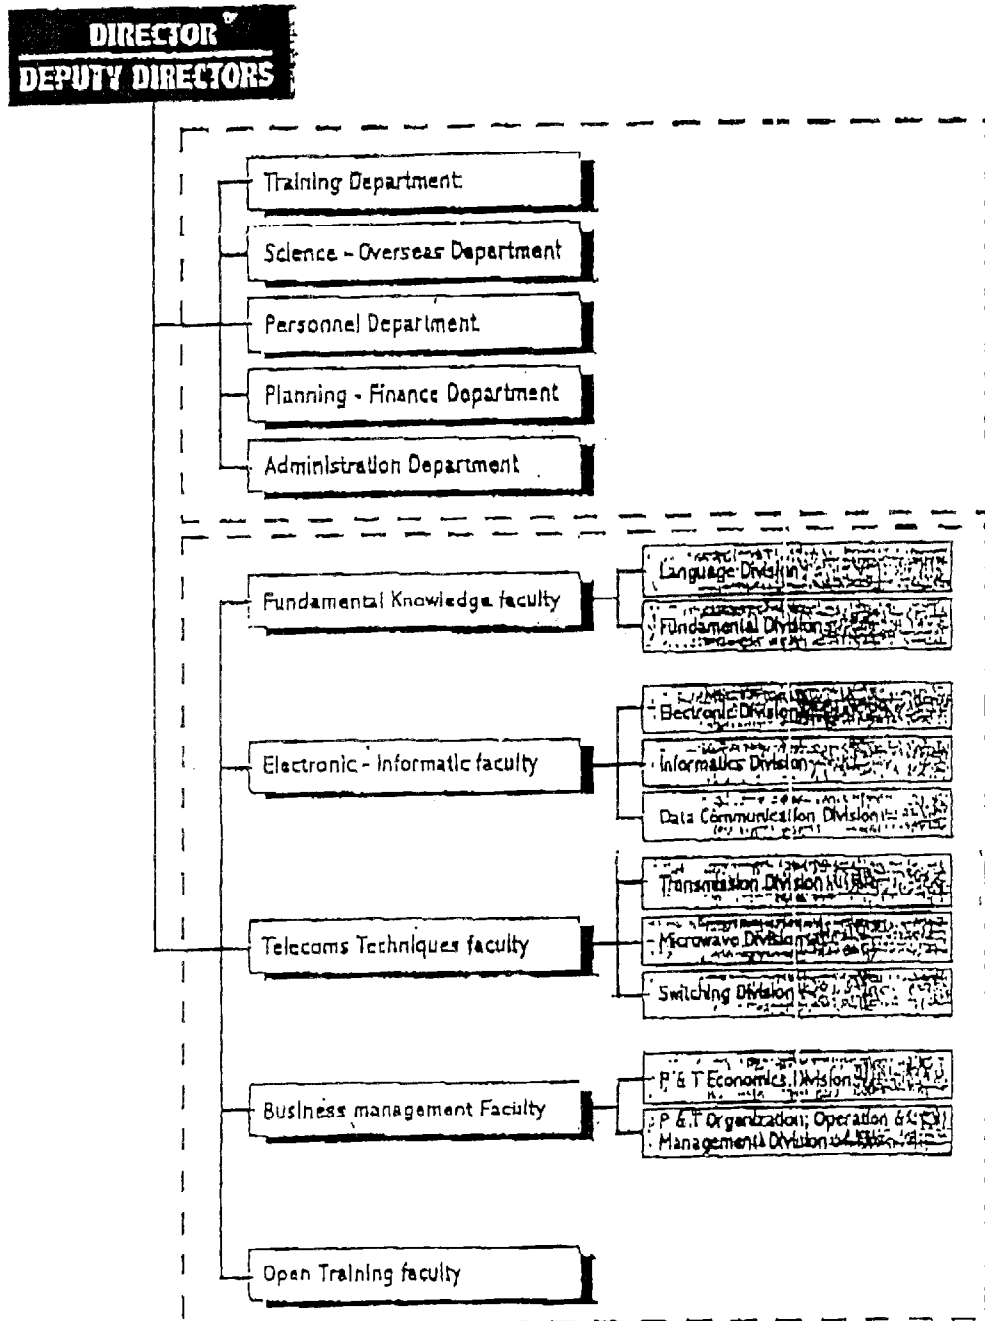 DIRECTOR
DEPUTY DIRECTORS
Training Department
Science - Overseas Department
Personnel Department
Planning - Finance Department
Administration Department
Fundamental Knowledge faculty
Language Division
Fundamental Division
Electronic - Informatic faculty
Electronic Division
Informatics Division
Data Communication Division
Telecoms Techniques faculty
Transmission Division
Microwave Division
Switching Division
Business management Faculty
P & T Economics Division
P & T Organization, Operation &
Management Division
Open Training faculty